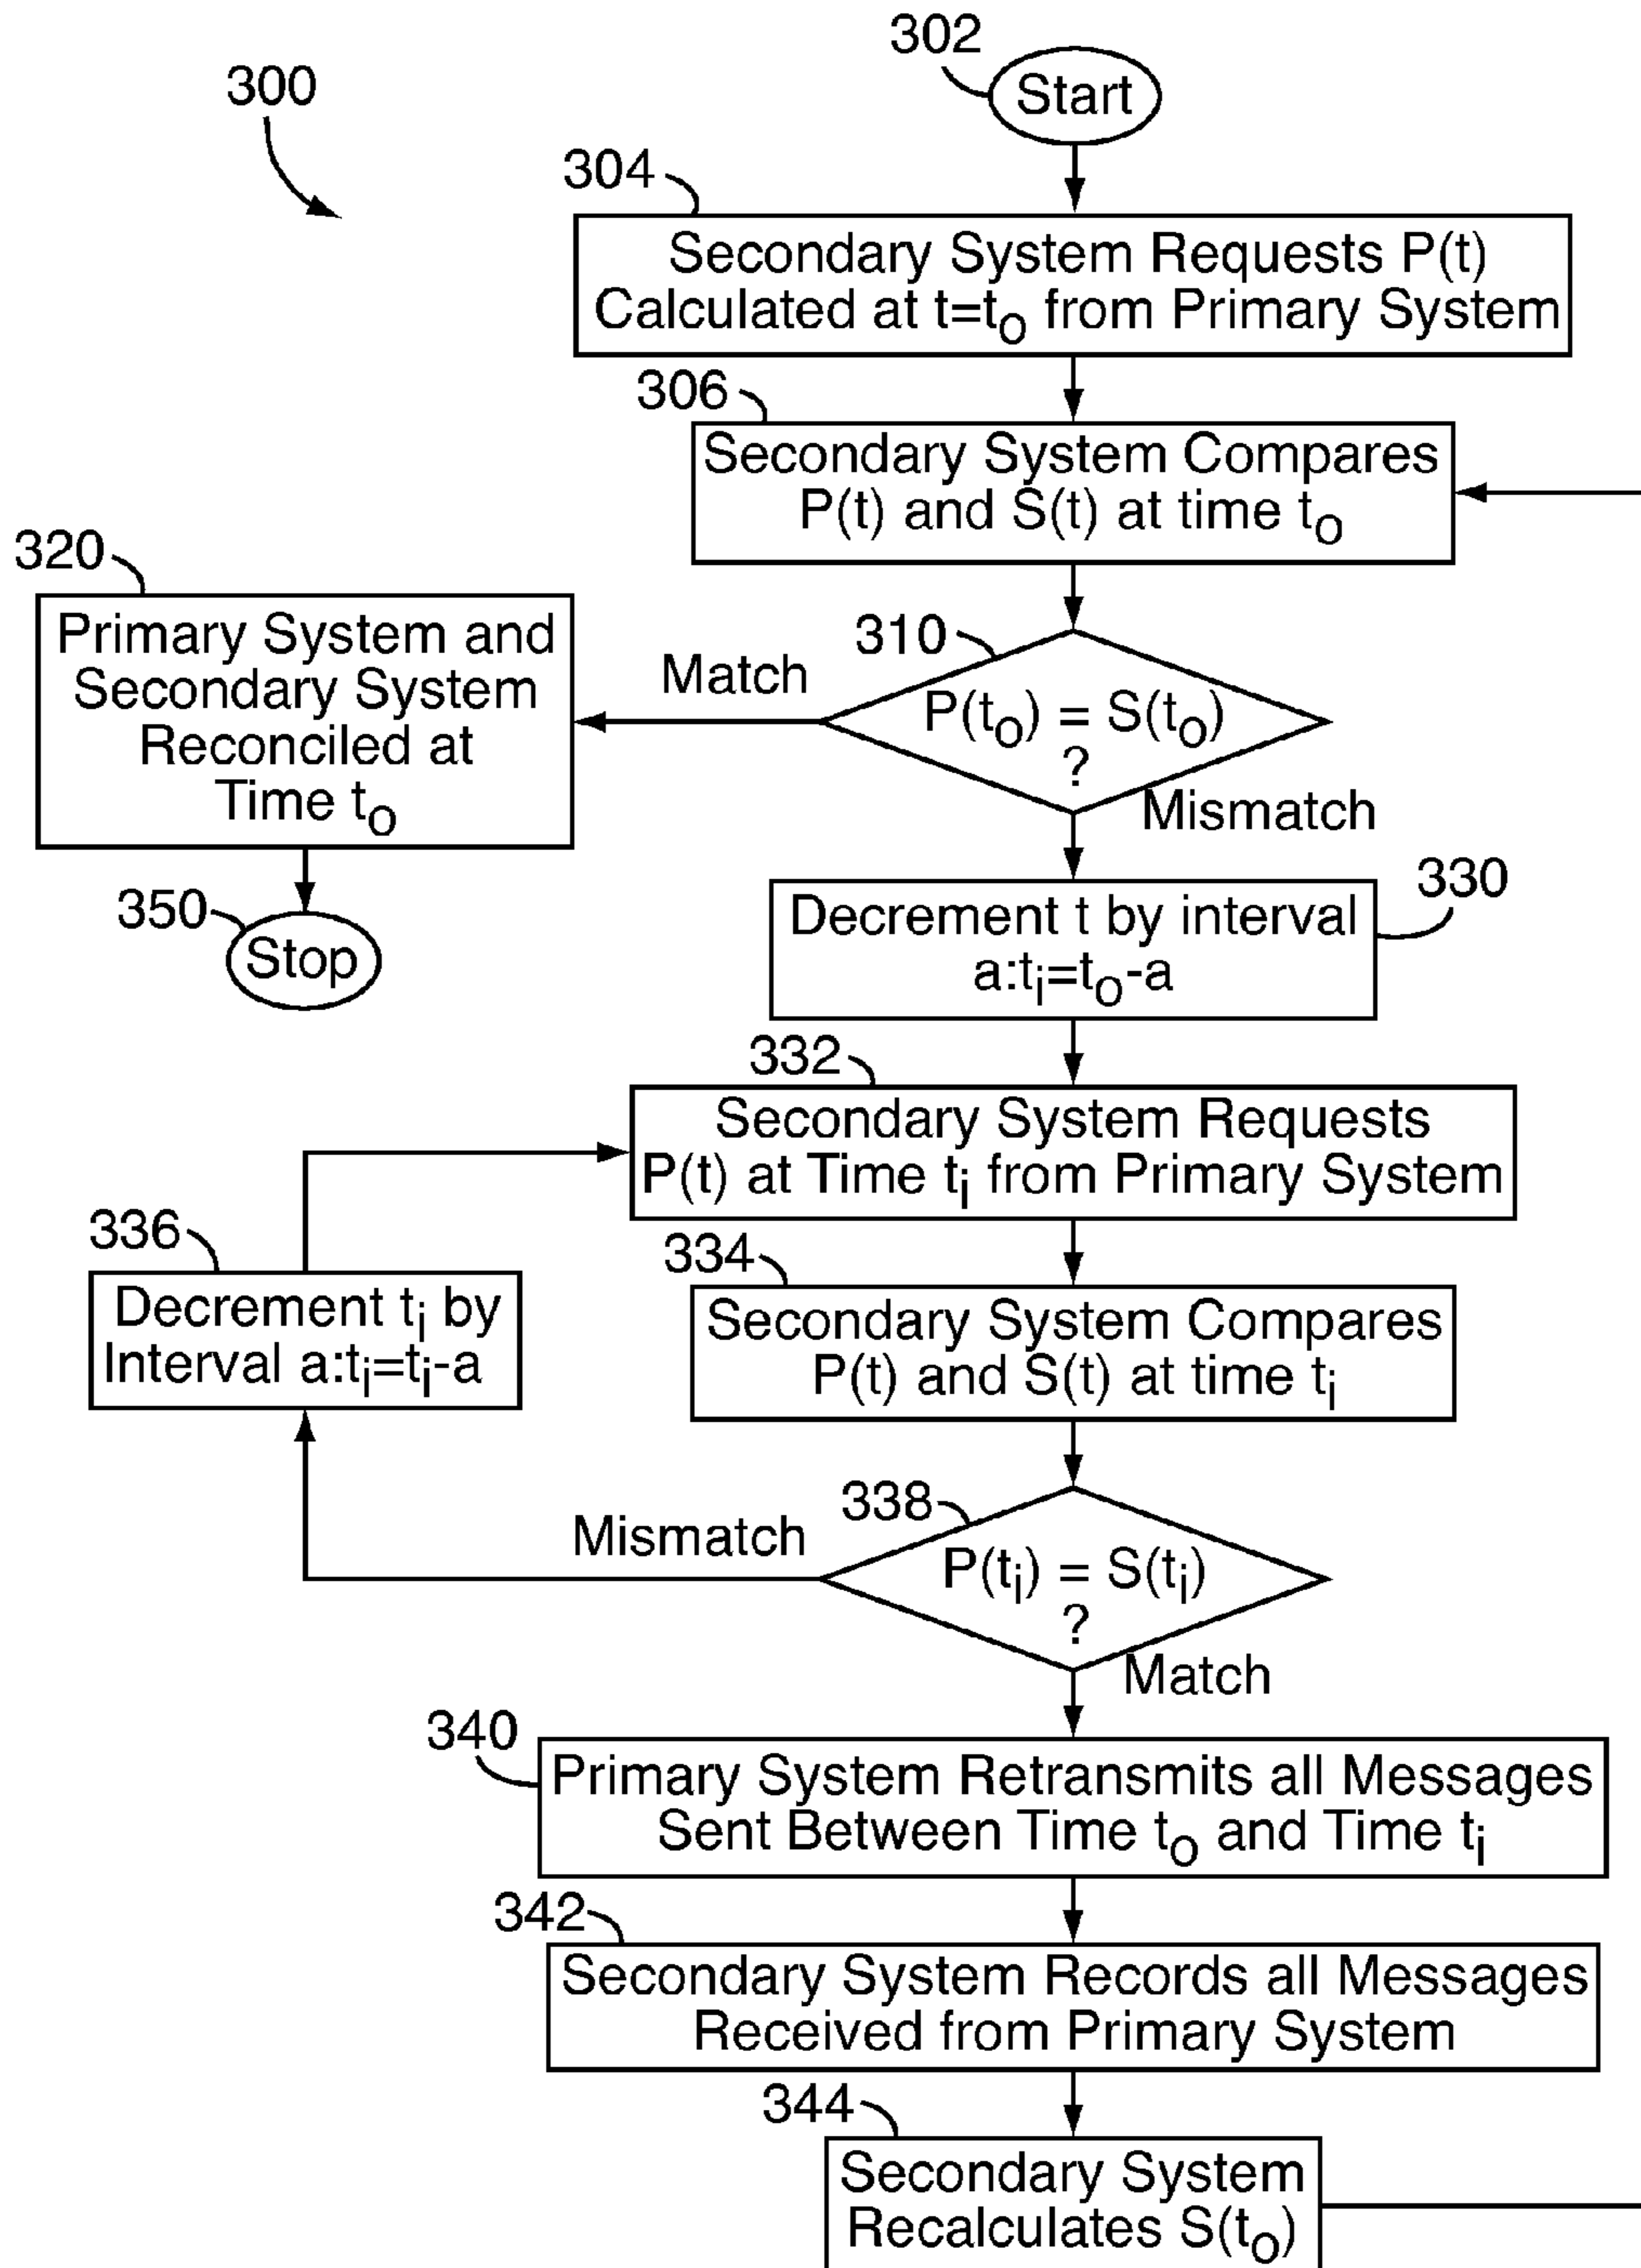 300
302
Start
304
Secondary System Requests P(t)
Calculated at t=to from Primary System
306
Secondary System Compares
P(t) and S(t) at time to
310
P(to) = S(to)
?
Match
Mismatch
320
Primary System and
Secondary System
Reconciled at
Time to
350
Stop
330
Decrement t by interval
a:ti=to-a
332
Secondary System Requests
P(t) at Time ti from Primary System
334
Secondary System Compares
P(t) and S(t) at time ti
336
Decrement ti by
Interval a:ti=ti-a
338
P(ti) = S(ti)
?
Mismatch
Match
340
Primary System Retransmits all Messages
Sent Between Time to and Time ti
342
Secondary System Records all Messages
Received from Primary System
344
Secondary System
Recalculates S(to)